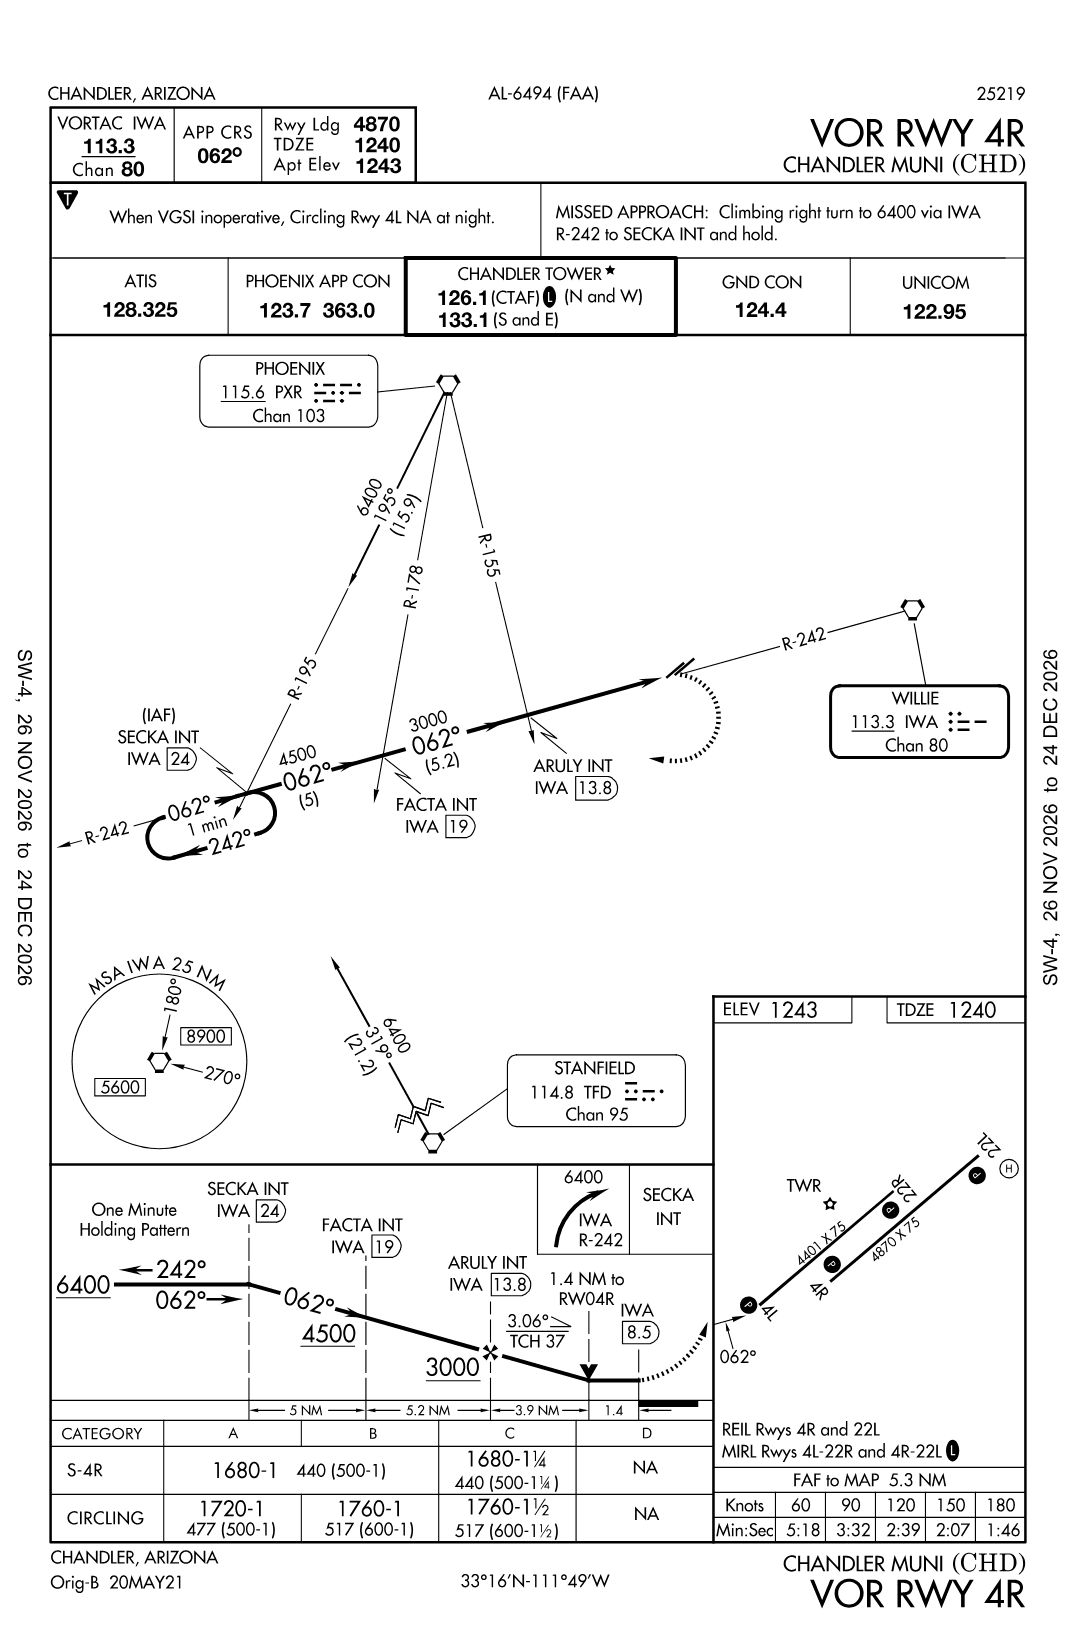 CHANDLER, ARIZONA
AL-6494 (FAA)
25219
VORTAC IWA
113.3
Chan 80
APP CRS
062°
Rwy Ldg 4870
TDZE 1240
Apt Elev 1243
VOR RWY 4R
CHANDLER MUNI (CHD)
T
When VGSI inoperative, Circling Rwy 4L NA at night.
MISSED APPROACH: Climbing right turn to 6400 via IWA
R-242 to SECKA INT and hold.
ATIS
128.325
PHOENIX APP CON
123.7 363.0
CHANDLER TOWER★
126.1 (CTAF) L (N and W)
133.1 (S and E)
GND CON
124.4
UNICOM
122.95
PHOENIX
115.6 PXR
Chan 103
6400
195°
(15.9)
R-195
R-178
R-155
R-242
WILLIE
113.3 IWA
Chan 80
(IAF)
SECKA INT
IWA 24
4500
062°
(5)
3000
062°
(5.2)
ARULY INT
IWA 13.8
FACTA INT
IWA 19
R-242
062°
1 min
242°
MSA IWA 25 NM
180°
8900
270°
5600
6400
319°
(21.2)
STANFIELD
114.8 TFD
Chan 95
ELEV 1243
TDZE 1240
TWR
22L
H
P
22R
P
4401 X 75
4870 X 75
P
4R
P
4L
062°
REIL Rwys 4R and 22L
MIRL Rwys 4L-22R and 4R-22L L
FAF to MAP 5.3 NM
Knots 60 90 120 150 180
Min:Sec 5:18 3:32 2:39 2:07 1:46
One Minute
Holding Pattern
SECKA INT
IWA 24
FACTA INT
IWA 19
ARULY INT
IWA 13.8
1.4 NM to
RW04R
IWA
8.5
6400
IWA
R-242
SECKA
INT
6400
242°
062°
062°
4500
3000
3.06°
TCH 37
5 NM
5.2 NM
3.9 NM
1.4
CATEGORY A B C D
S-4R 1680-1 440 (500-1) 1680-1¼ 440 (500-1¼) NA
CIRCLING 1720-1 477 (500-1) 1760-1 517 (600-1) 1760-1½ 517 (600-1½) NA
CHANDLER, ARIZONA
Orig-B 20MAY21
33°16'N-111°49'W
CHANDLER MUNI (CHD)
VOR RWY 4R
SW-4, 26 NOV 2026 to 24 DEC 2026
SW-4, 26 NOV 2026 to 24 DEC 2026